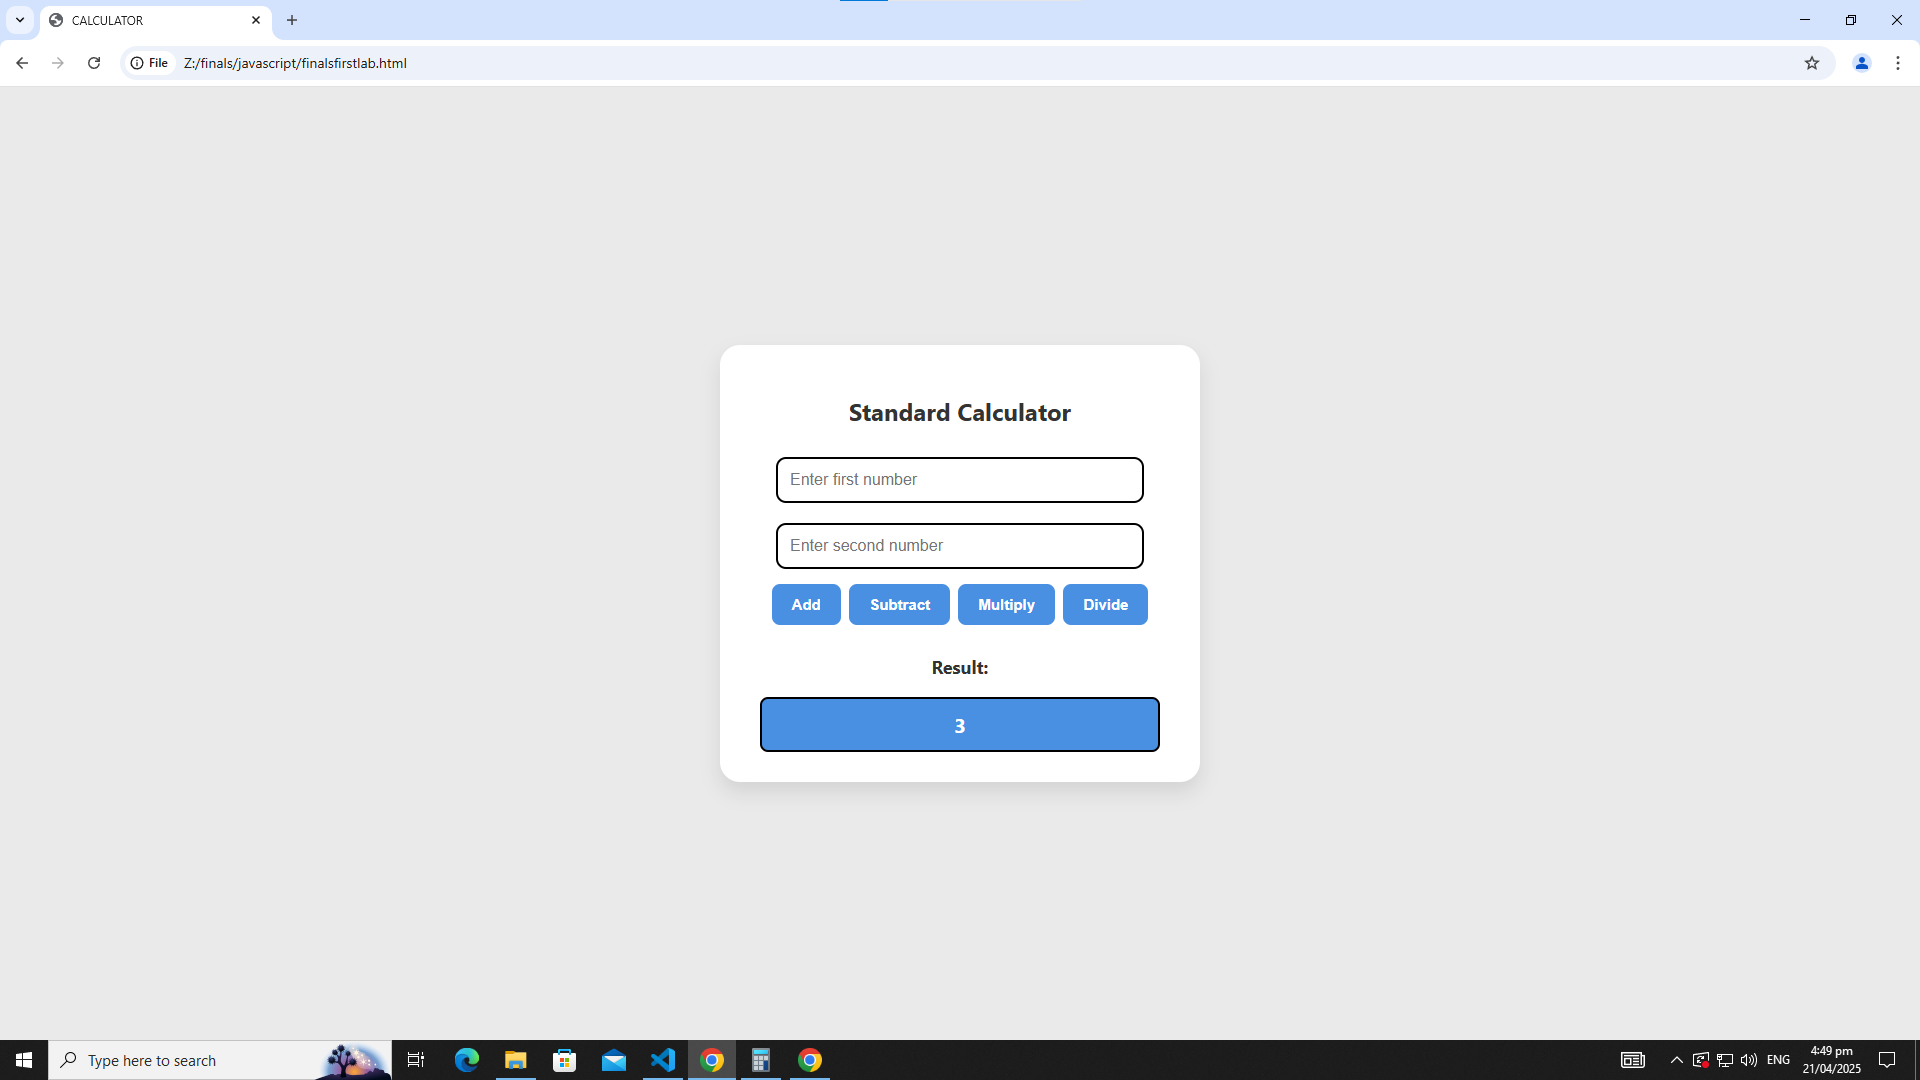 CALCULATOR
File
Z:/finals/javascript/finalsfirstlab.html
Standard Calculator
Enter first number
Enter second number
Add Subtract Multiply Divide
Result:
3
Type here to search
ENG
4:49 pm
21/04/2025